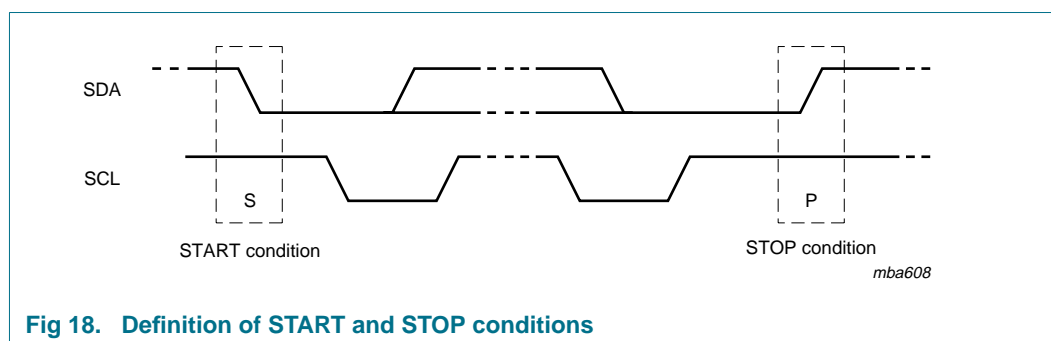 SDA
SCL
S
P
START condition
STOP condition
mba608
Fig 18. Definition of START and STOP conditions